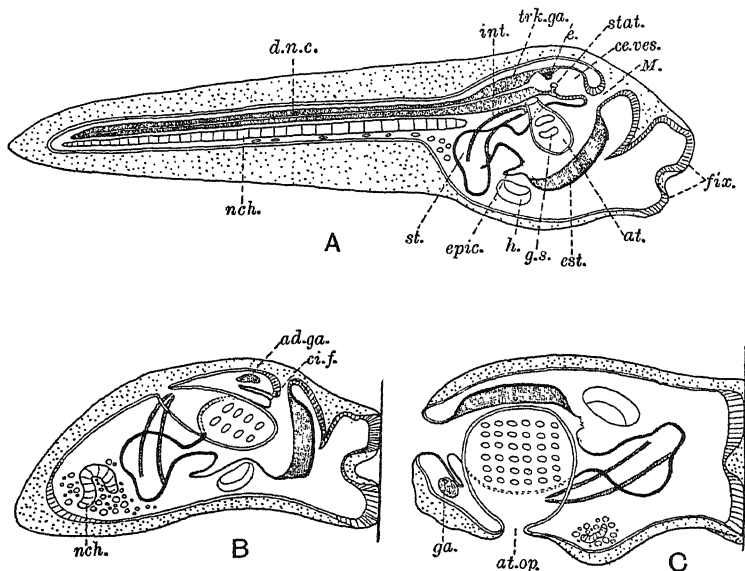 trk.ga.
stat.
int.
e.
ce.ves.
d.n.c.
M.
nch.
A
st.
epic.
h.
g.s.
est.
at.
fix.
ad.ga.
ci.f.
nch.
B
ga.
at.op.
C